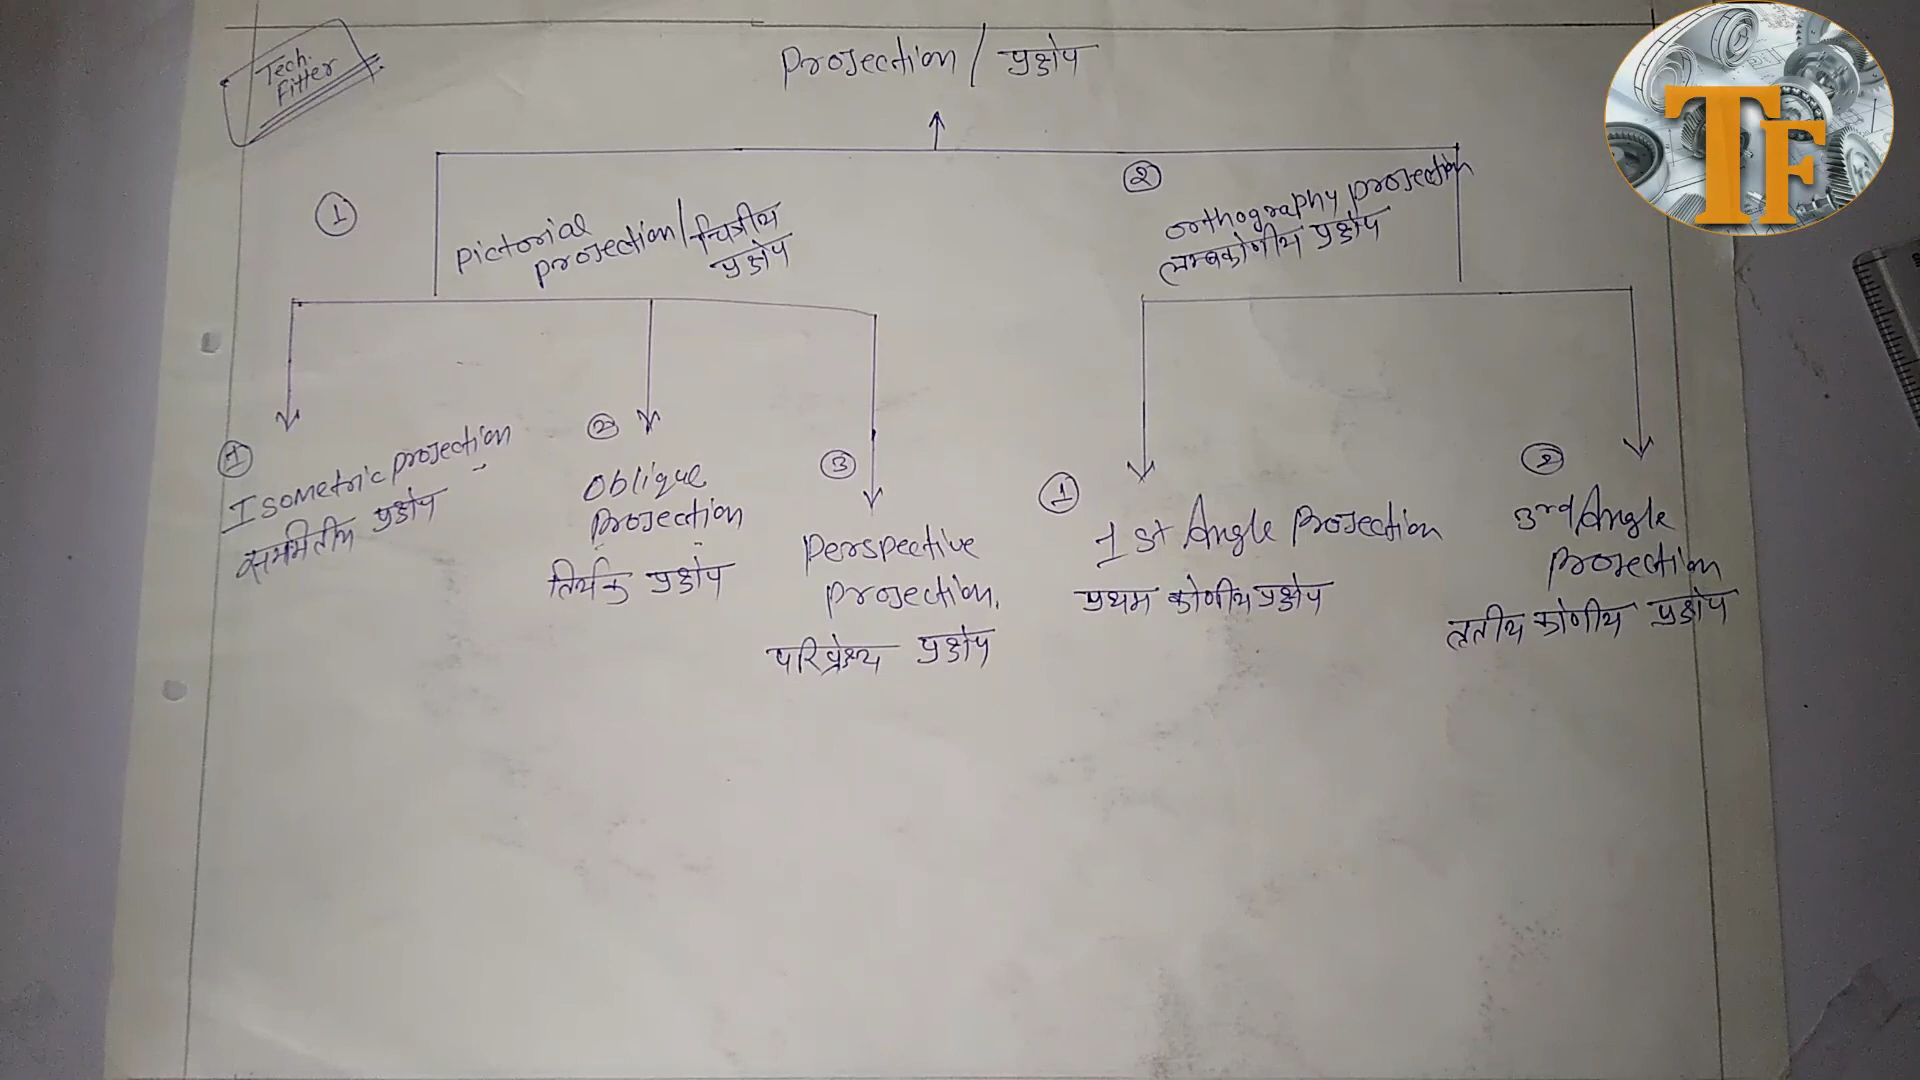 Tech.
Fitter
TF
Projection / प्रक्षेप
①
Pictorial
projection / चित्रीय
प्रक्षेप
②
orthography projection
लम्बकोणीय प्रक्षेप
①
Isometric projection
सममितीय प्रक्षेप
②
Oblique
projection
तिर्यक प्रक्षेप
③
Perspective
projection.
परिप्रेक्ष्य प्रक्षेप
①
1st Angle Projection
प्रथम कोणीय प्रक्षेप
②
3rd Angle
projection
तृतीय कोणीय प्रक्षेप